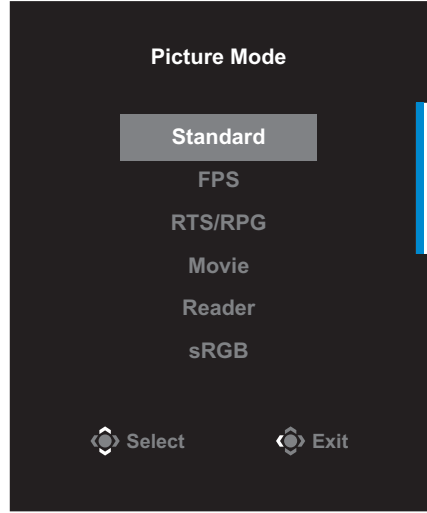 Picture Mode
Standard
FPS
RTS/RPG
Movie
Reader
sRGB
Select Exit